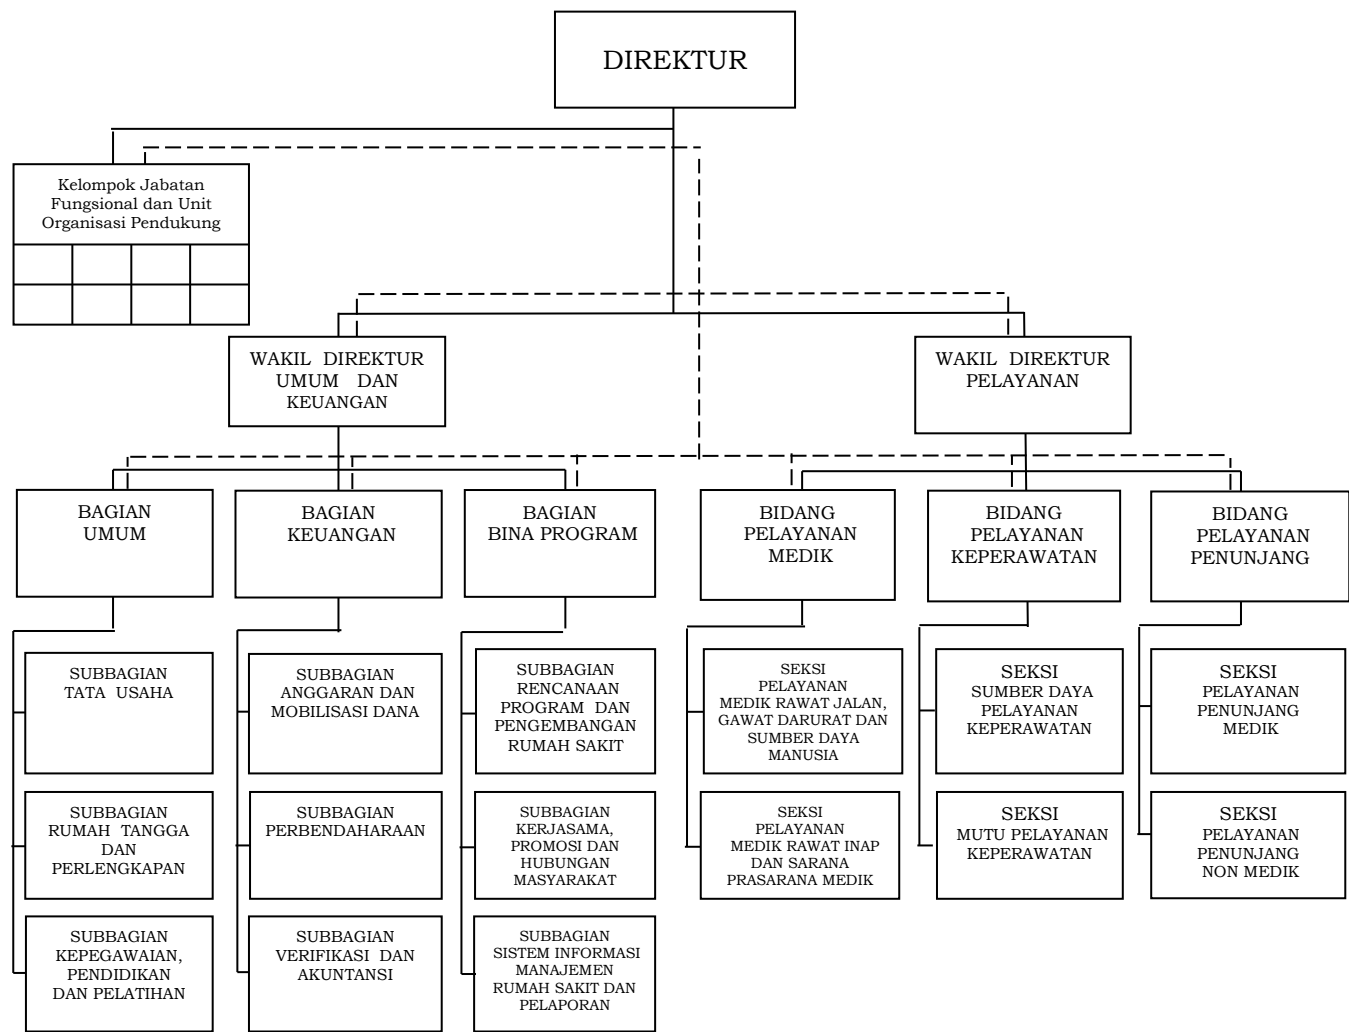 DIREKTUR
Kelompok Jabatan
Fungsional dan Unit
Organisasi Pendukung
WAKIL DIREKTUR
UMUM DAN
KEUANGAN
WAKIL DIREKTUR
PELAYANAN
BAGIAN
UMUM
BAGIAN
KEUANGAN
BAGIAN
BINA PROGRAM
BIDANG
PELAYANAN
MEDIK
BIDANG
PELAYANAN
KEPERAWATAN
BIDANG
PELAYANAN
PENUNJANG
SUBBAGIAN
TATA USAHA
SUBBAGIAN
ANGGARAN DAN
MOBILISASI DANA
SUBBAGIAN
RENCANAAN
PROGRAM DAN
PENGEMBANGAN
RUMAH SAKIT
SEKSI
PELAYANAN
MEDIK RAWAT JALAN,
GAWAT DARURAT DAN
SUMBER DAYA
MANUSIA
SEKSI
SUMBER DAYA
PELAYANAN
KEPERAWATAN
SEKSI
PELAYANAN
PENUNJANG
MEDIK
SUBBAGIAN
RUMAH TANGGA
DAN
PERLENGKAPAN
SUBBAGIAN
PERBENDAHARAAN
SUBBAGIAN
KERJASAMA,
PROMOSI DAN
HUBUNGAN
MASYARAKAT
SEKSI
PELAYANAN
MEDIK RAWAT INAP
DAN SARANA
PRASARANA MEDIK
SEKSI
MUTU PELAYANAN
KEPERAWATAN
SEKSI
PELAYANAN
PENUNJANG
NON MEDIK
SUBBAGIAN
KEPEGAWAIAN,
PENDIDIKAN
DAN PELATIHAN
SUBBAGIAN
VERIFIKASI DAN
AKUNTANSI
SUBBAGIAN
SISTEM INFORMASI
MANAJEMEN
RUMAH SAKIT DAN
PELAPORAN